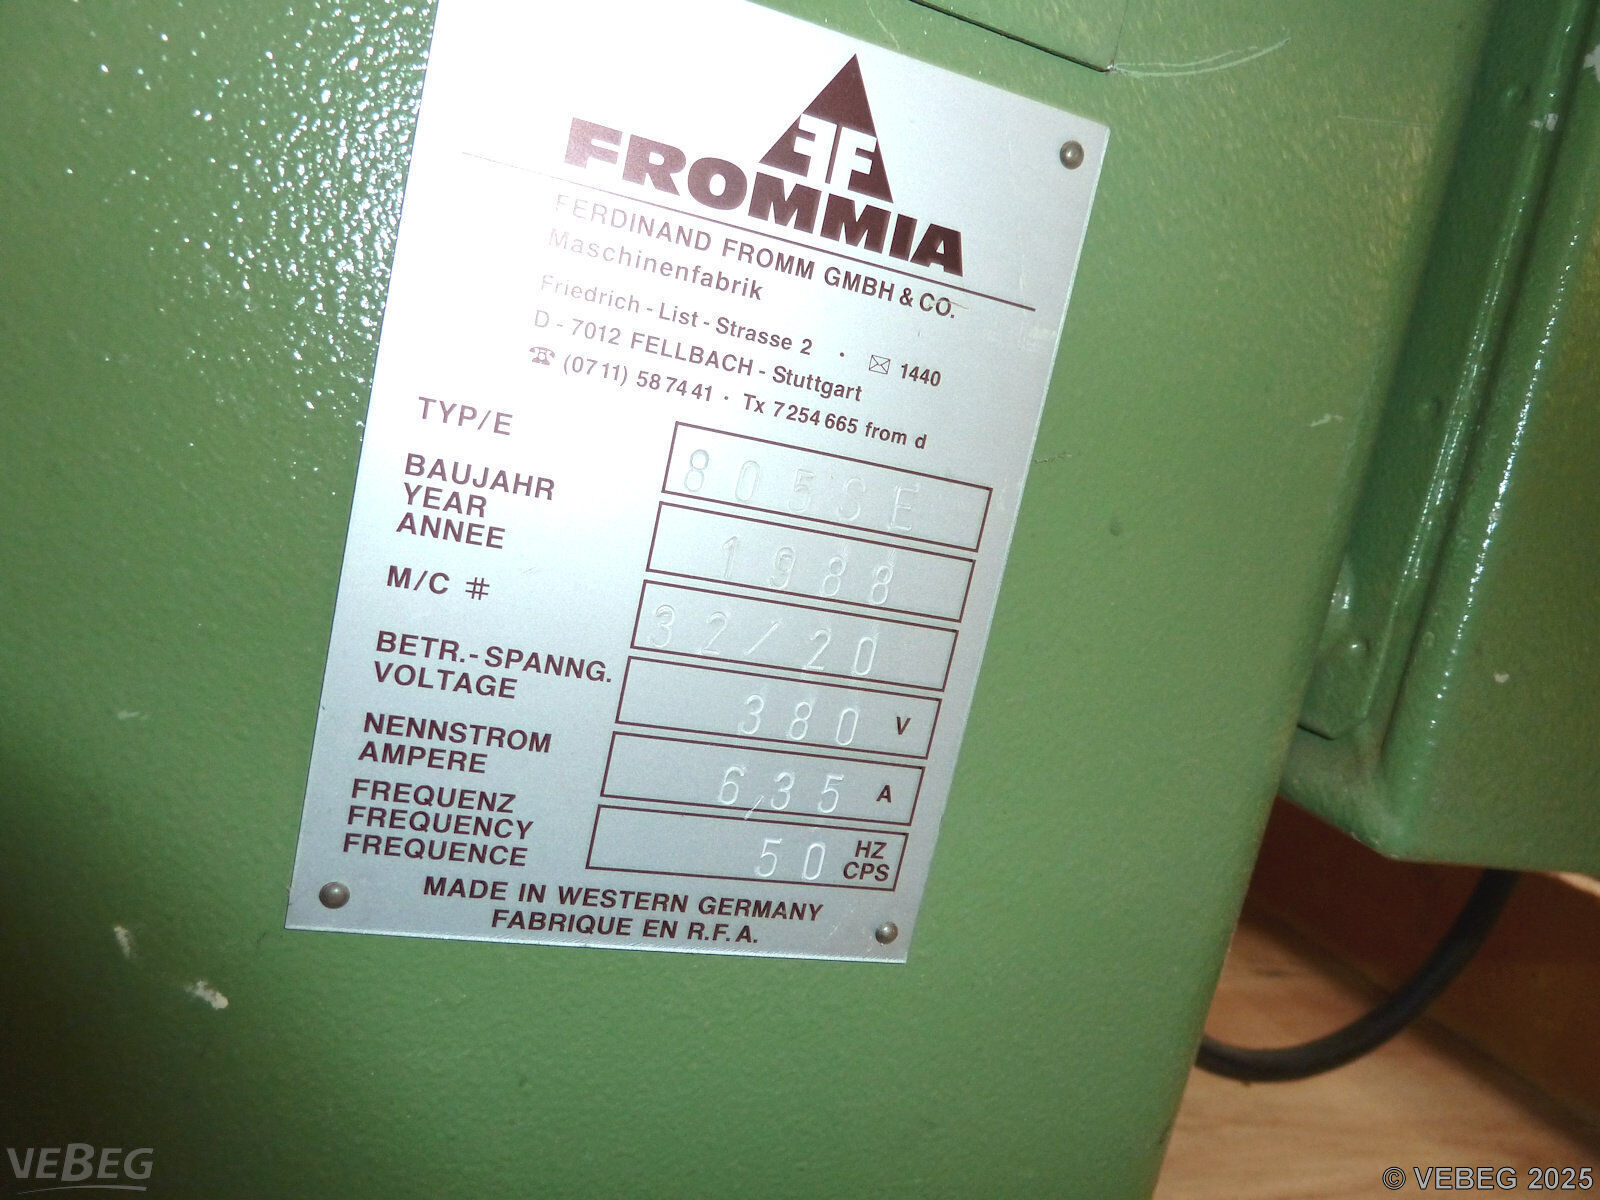 FF
FROMMIA
FERDINAND FROMM GMBH & CO.
Maschinenfabrik
Friedrich - List - Strasse 2 · ✉ 1440
D - 7012 FELLBACH - Stuttgart
☎ (0711) 58 74 41 · Tx 7 254 665 from d
TYP/E 805SE
BAUJAHR
YEAR
ANNEE
1988
M/C # 32/20
BETR.-SPANNG.
VOLTAGE
380 V
NENNSTROM
AMPERE
6,35 A
FREQUENZ
FREQUENCY
FREQUENCE
50 HZ
CPS
MADE IN WESTERN GERMANY
FABRIQUE EN R.F.A.
VEBEG
© VEBEG 2025